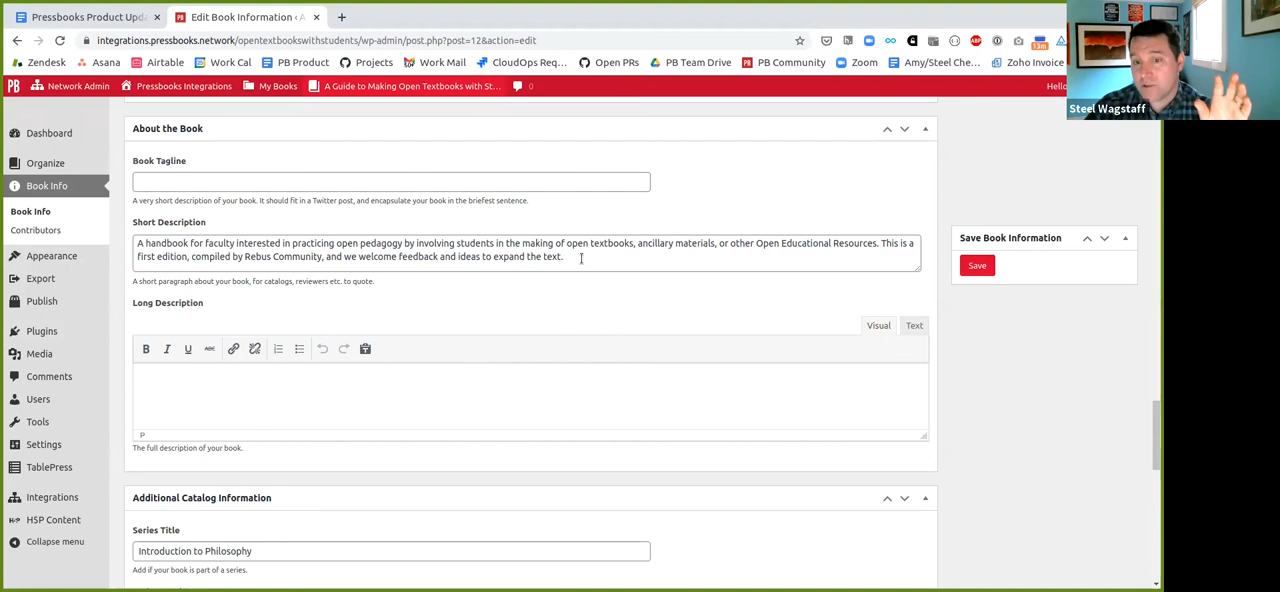 Pressbooks Product Upda
Edit Book Information ‹ A
integrations.pressbooks.network/opentextbookswithstudents/wp-admin/post.php?post=12&action=edit
13m
Zendesk
Asana
Airtable
Work Cal
PB Product
Projects
Work Mail
CloudOps Req...
Open PRs
PB Team Drive
PB Community
Zoom
Amy/Steel Che...
Zoho Invoice
Steel Wagstaff
PB
Network Admin
Pressbooks Integrations
My Books
A Guide to Making Open Textbooks with St...
0
Hello
Dashboard
Organize
Book Info
Book Info
Contributors
Appearance
Export
Publish
Plugins
Media
Comments
Users
Tools
Settings
TablePress
Integrations
H5P Content
Collapse menu
About the Book
Book Tagline
A very short description of your book. It should fit in a Twitter post, and encapsulate your book in the briefest sentence.
Short Description
A handbook for faculty interested in practicing open pedagogy by involving students in the making of open textbooks, ancillary materials, or other Open Educational Resources. This is a
first edition, compiled by Rebus Community, and we welcome feedback and ideas to expand the text.
A short paragraph about your book, for catalogs, reviewers etc. to quote.
Long Description
Visual
Text
B I U ABC
P
The full description of your book.
Additional Catalog Information
Series Title
Introduction to Philosophy
Add if your book is part of a series.
Save Book Information
Save